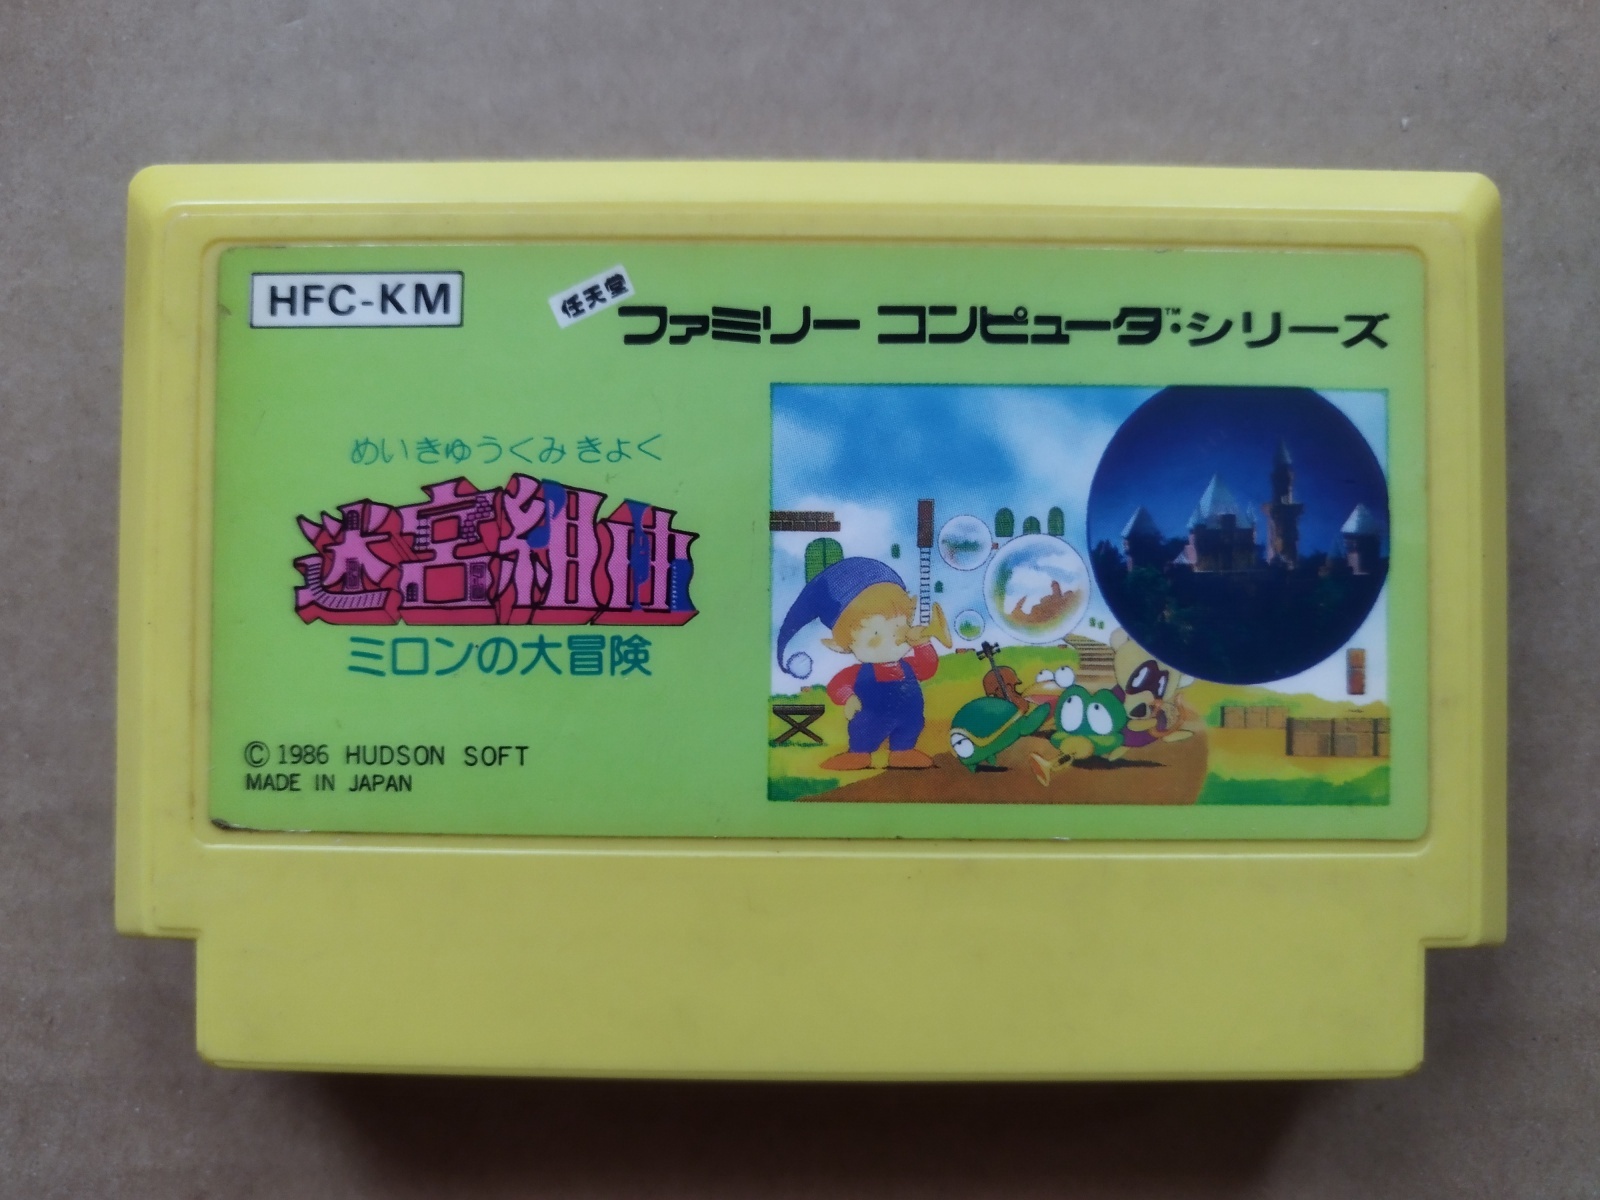 HFC-KM
任天堂
ファミリー コンピュータ™・シリーズ
めいきゅうくみきょく
迷宮組曲
ミロンの大冒険
© 1986 HUDSON SOFT
MADE IN JAPAN